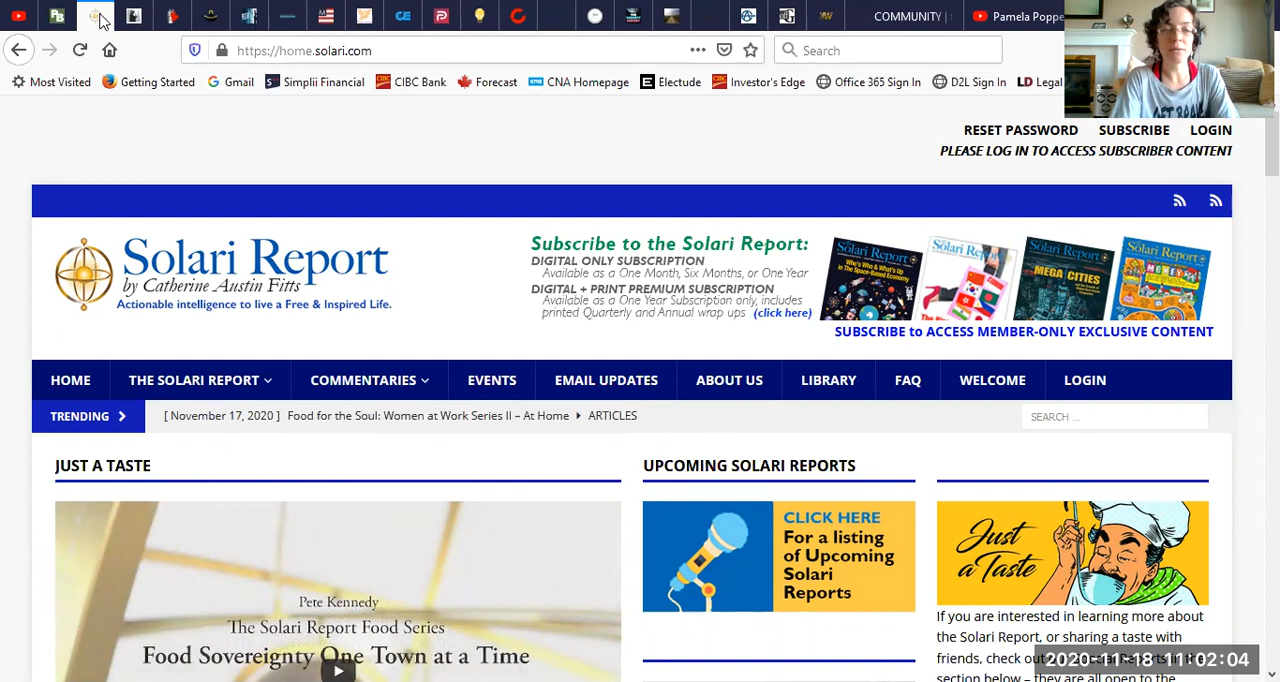 COMMUNITY
Pamela Poppe
https://home.solari.com
Search
Most Visited
Getting Started
Gmail
Simplii Financial
CIBC Bank
Forecast
CNA Homepage
Electude
Investor's Edge
Office 365 Sign In
D2L Sign In
LD Legal
RESET PASSWORD SUBSCRIBE LOGIN
PLEASE LOG IN TO ACCESS SUBSCRIBER CONTENT
Solari Report
by Catherine Austin Fitts
Actionable intelligence to live a Free & Inspired Life.
Subscribe to the Solari Report:
DIGITAL ONLY SUBSCRIPTION
Available as a One Month, Six Months, or One Year
DIGITAL + PRINT PREMIUM SUBSCRIPTION
Available as a One Year Subscription only, includes
printed Quarterly and Annual wrap ups (click here)
SUBSCRIBE to ACCESS MEMBER-ONLY EXCLUSIVE CONTENT
HOME THE SOLARI REPORT COMMENTARIES EVENTS EMAIL UPDATES ABOUT US LIBRARY FAQ WELCOME LOGIN
TRENDING [ November 17, 2020 ] Food for the Soul: Women at Work Series II – At Home ARTICLES
SEARCH ...
JUST A TASTE
UPCOMING SOLARI REPORTS
Pete Kennedy
The Solari Report Food Series
Food Sovereignty One Town at a Time
CLICK HERE
For a listing
of Upcoming
Solari
Reports
Just
a Taste
If you are interested in learning more about
the Solari Report, or sharing a taste with
friends, check out
section below – they are all open to the
2020-11-18 11:02:04